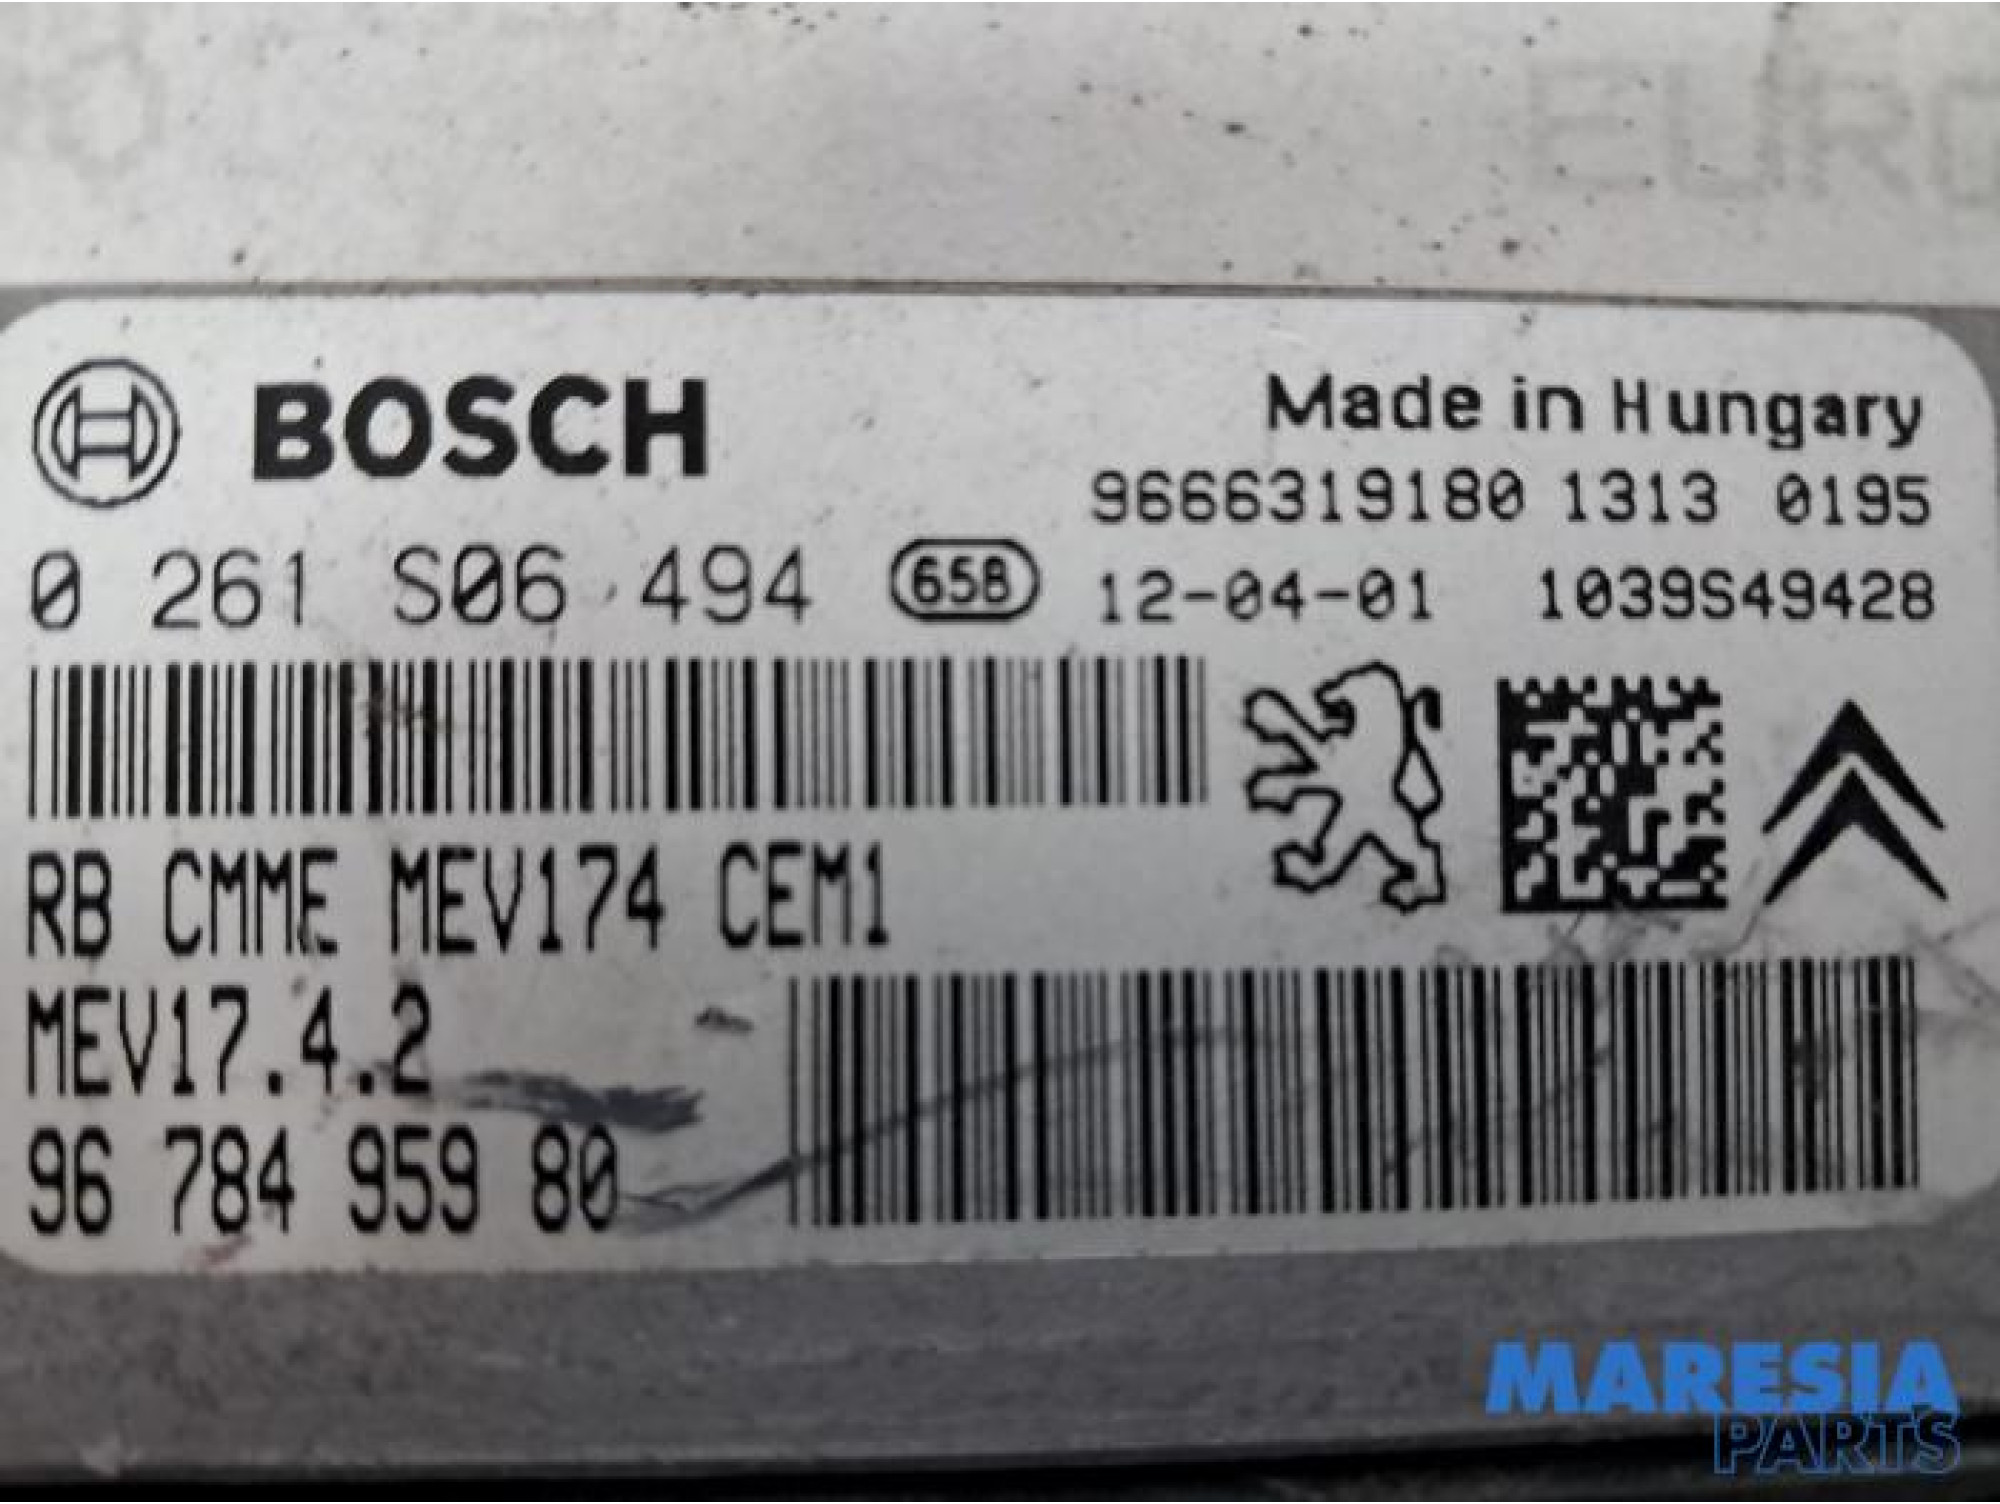 EURO
BOSCH
Made in Hungary
9666319180 1313 0195
0 261 S06 494 658 12-04-01 1039S49428
RB CMME MEV174 CEM1
MEV17.4.2
96 784 959 80
MARESIA
PARTS